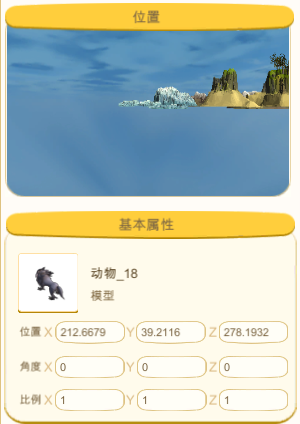 位置
基本属性
动物_18
模型
位置 X 212.6679 Y 39.2116 Z 278.1932
角度 X 0 Y 0 Z 0
比例 X 1 Y 1 Z 1